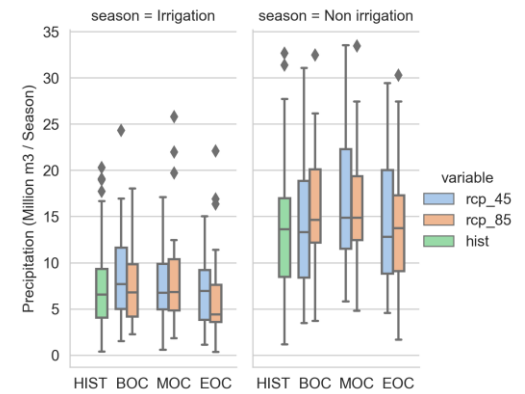 season = Irrigation
season = Non irrigation
Precipitation (Million m3 / Season)
35
30
25
20
15
10
5
0
HIST BOC MOC EOC
HIST BOC MOC EOC
variable
rcp_45
rcp_85
hist